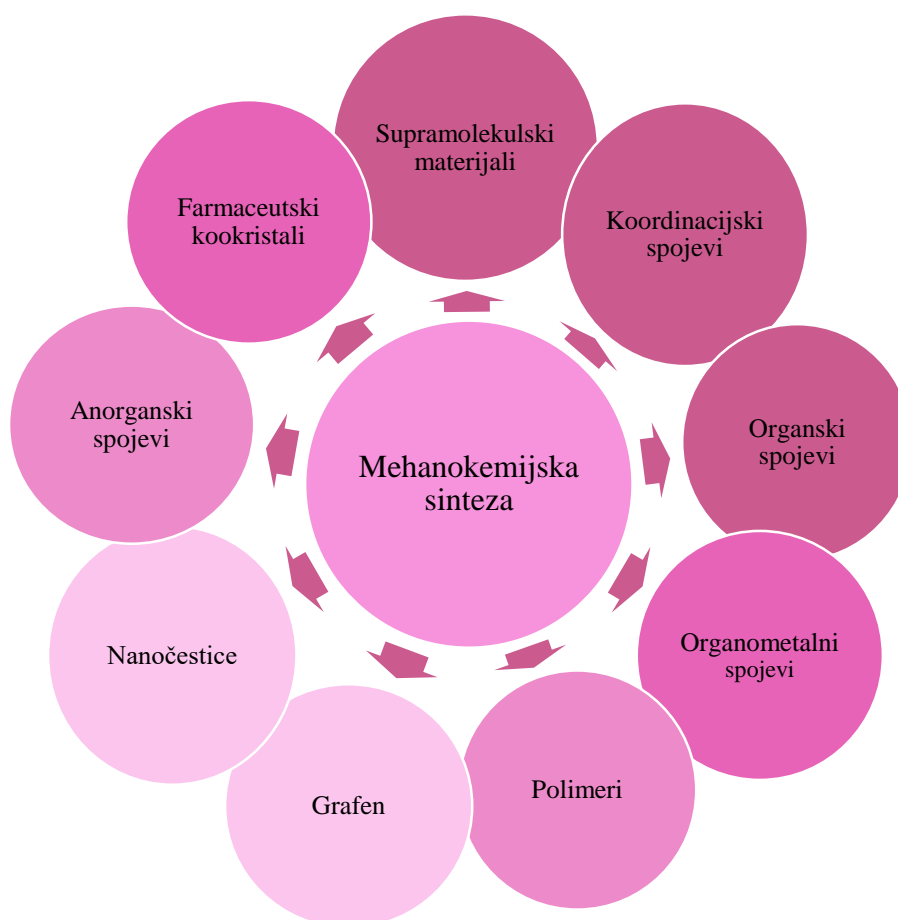 Supramolekulski
materijali
Koordinacijski
spojevi
Organski
spojevi
Organometalni
spojevi
Polimeri
Grafen
Nanočestice
Anorganski
spojevi
Farmaceutski
kookristali
Mehanokemijska
sinteza